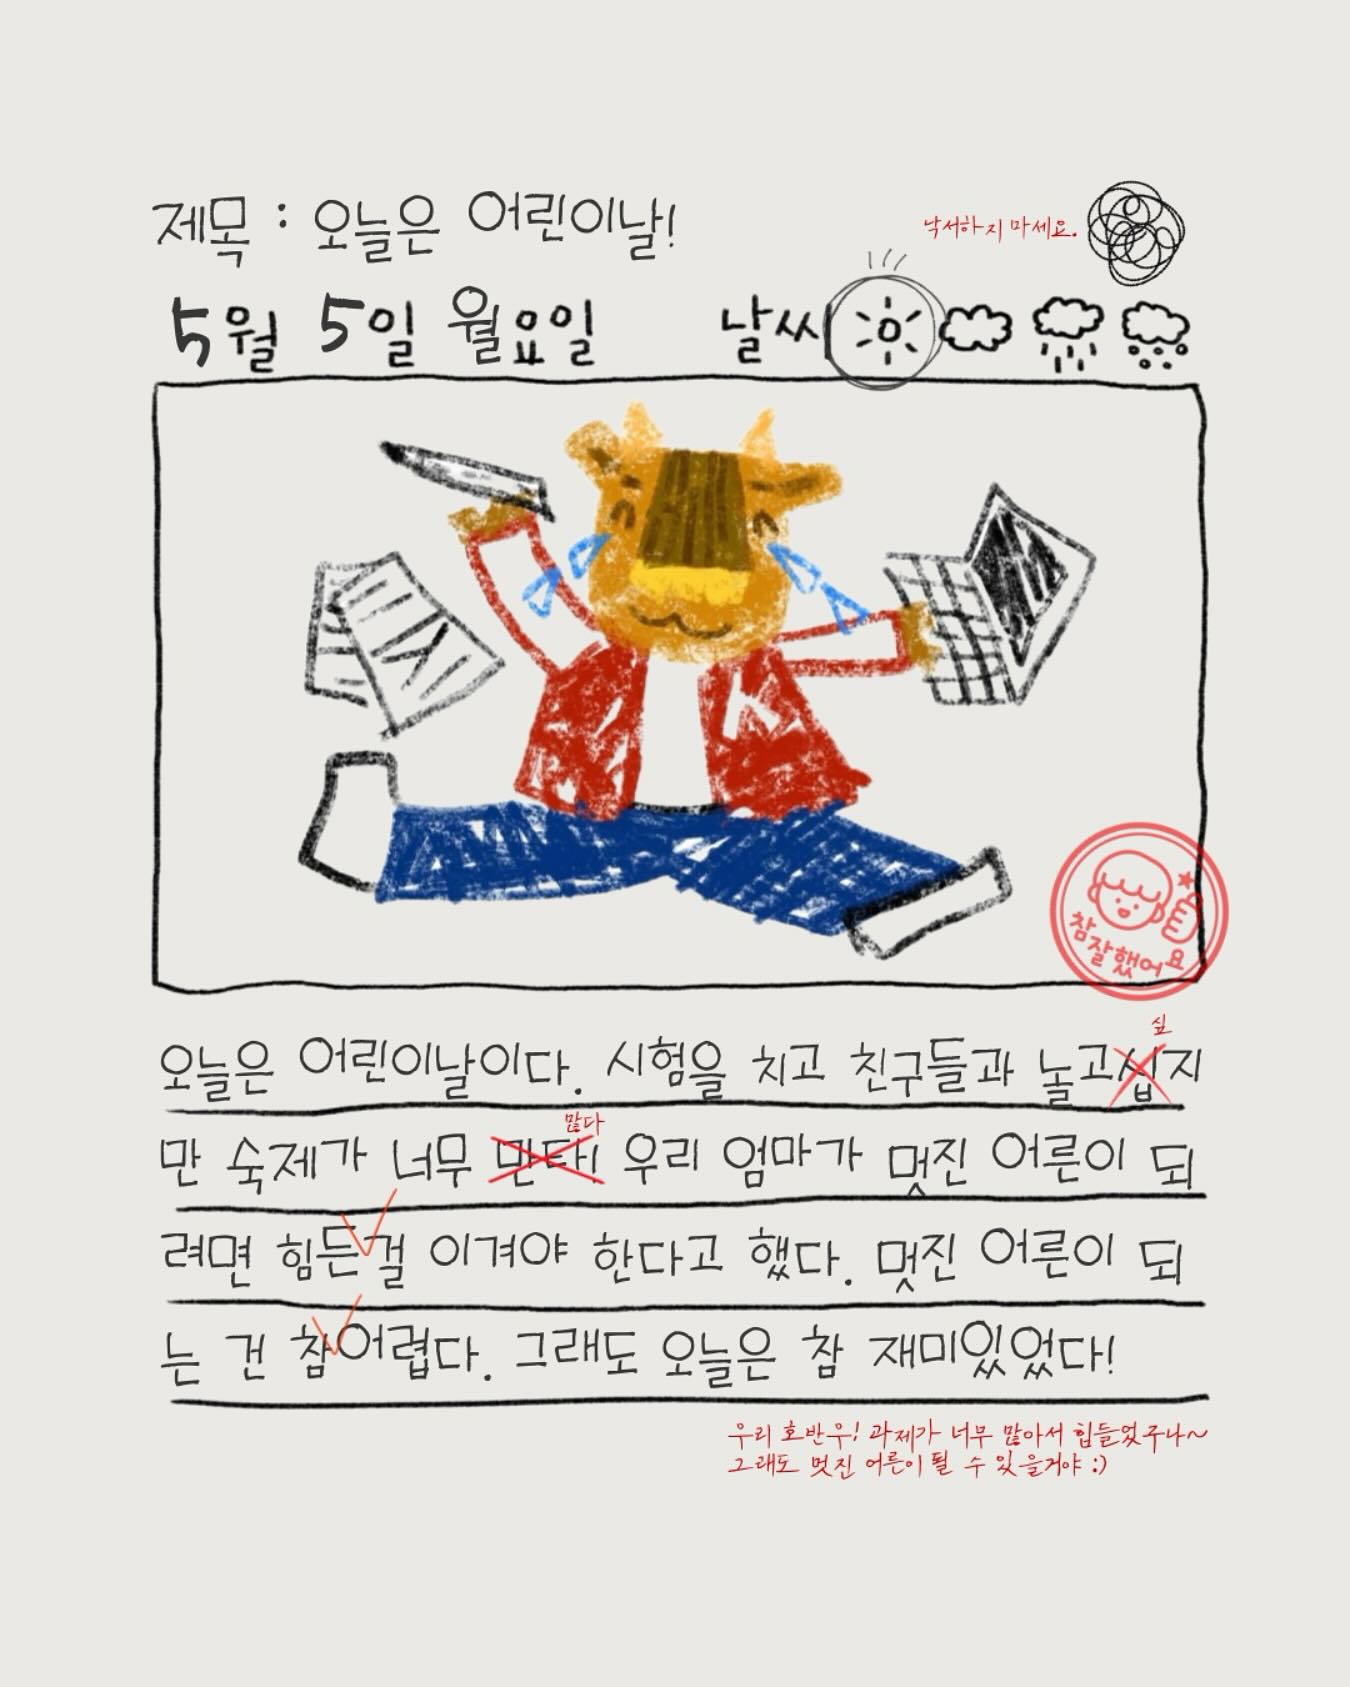 제목 : 오늘은 어린이날!
낙서하지 마세요.
5월 5일 월요일 날씨
참 잘했어요
오늘은 어린이날이다. 시험을 치고 친구들과 놀고십지
싶
만 숙제가 너무 만타! 우리 엄마가 멋진 어른이 되
많다
려면 힘든걸 이겨야 한다고 했다. 멋진 어른이 되
는 건 참어렵다. 그래도 오늘은 참 재미있었다!
우리 호반우! 과제가 너무 많아서 힘들었구나~
그래도 멋진 어른이 될 수 있을거야 :)